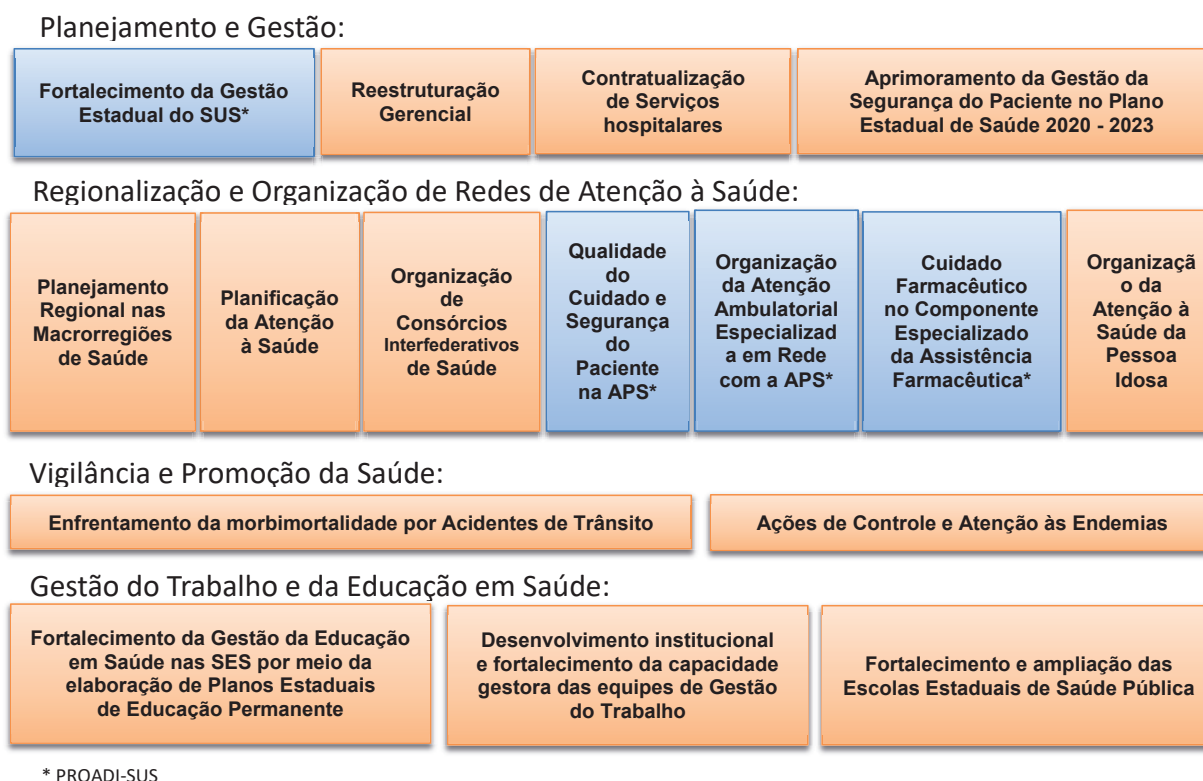 Planejamento e Gestão:
Fortalecimento da Gestão
Estadual do SUS*
Reestruturação
Gerencial
Contratualização
de Serviços
hospitalares
Aprimoramento da Gestão da
Segurança do Paciente no Plano
Estadual de Saúde 2020 - 2023
Regionalização e Organização de Redes de Atenção à Saúde:
Planejamento
Regional nas
Macrorregiões
de Saúde
Planificação
da Atenção
à Saúde
Organização
de
Consórcios
Interfederativos
de Saúde
Qualidade
do
Cuidado e
Segurança
do
Paciente
na APS*
Organização
da Atenção
Ambulatorial
Especializad
a em Rede
com a APS*
Cuidado
Farmacêutico
no Componente
Especializado
da Assistência
Farmacêutica*
Organizaçã
o da
Atenção à
Saúde da
Pessoa
Idosa
Vigilância e Promoção da Saúde:
Enfrentamento da morbimortalidade por Acidentes de Trânsito
Ações de Controle e Atenção às Endemias
Gestão do Trabalho e da Educação em Saúde:
Fortalecimento da Gestão da Educação
em Saúde nas SES por meio da
elaboração de Planos Estaduais
de Educação Permanente
Desenvolvimento institucional
e fortalecimento da capacidade
gestora das equipes de Gestão
do Trabalho
Fortalecimento e ampliação das
Escolas Estaduais de Saúde Pública
* PROADI-SUS